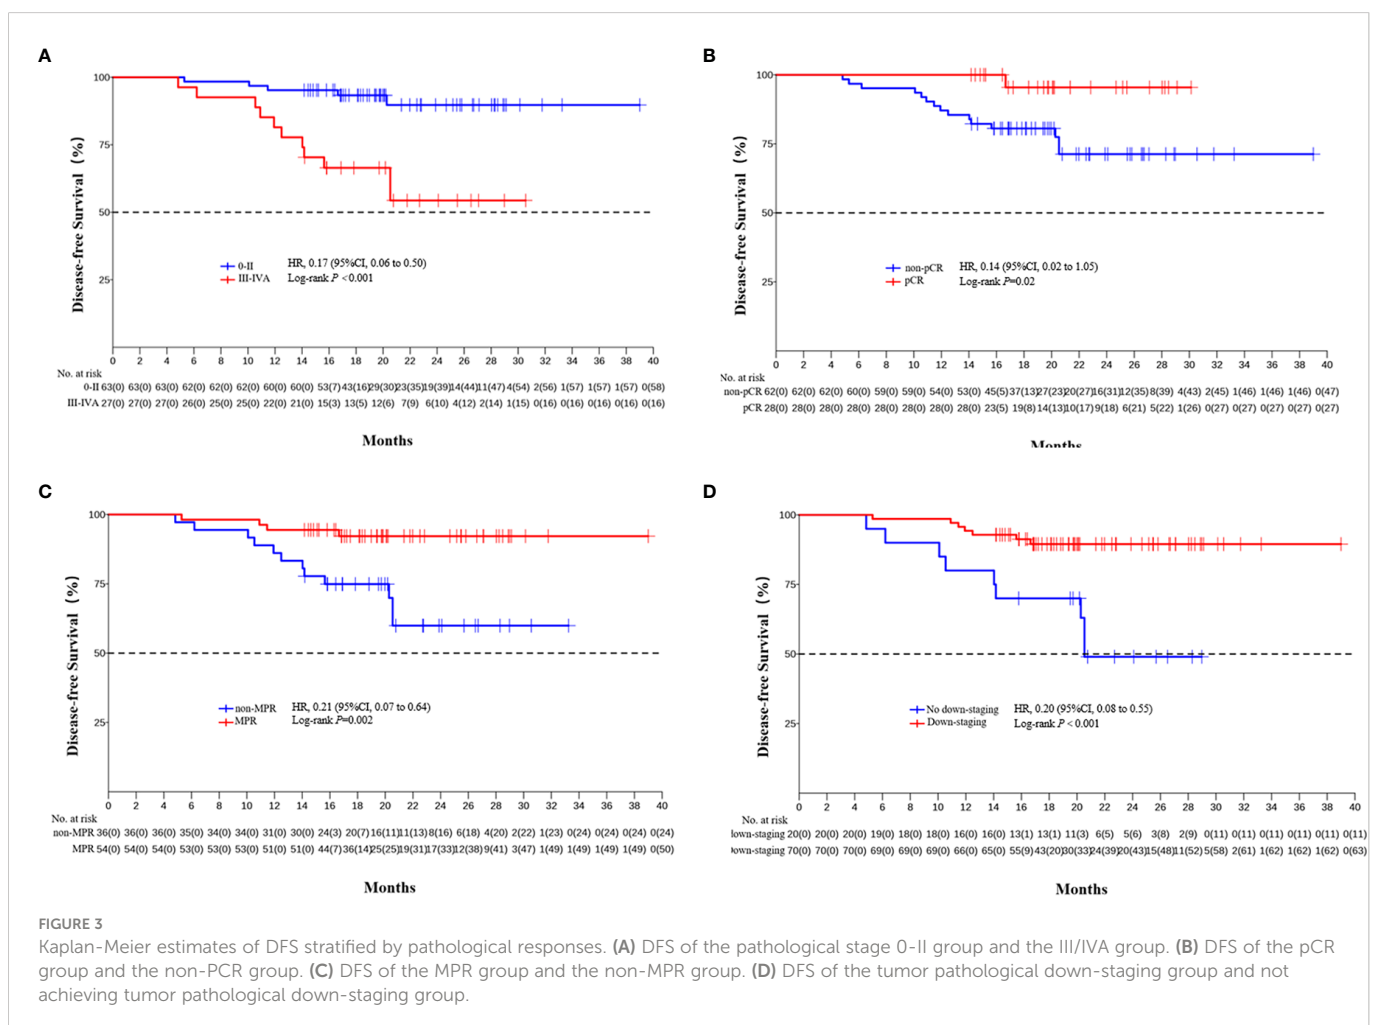 A
Disease-free Survival (%)
100
75
50
25
0-II
III-IVA
HR, 0.17 (95%CI, 0.06 to 0.50)
Log-rank P <0.001
0 2 4 6 8 10 12 14 16 18 20 22 24 26 28 30 32 34 36 38 40
No. at risk
0-II 63(0) 63(0) 63(0) 62(0) 62(0) 62(0) 60(0) 60(0) 53(7) 43(16) 29(30) 23(35) 19(39) 14(44) 11(47) 4(54) 2(56) 1(57) 1(57) 1(57) 0(58)
III-IVA 27(0) 27(0) 27(0) 26(0) 25(0) 25(0) 22(0) 21(0) 15(3) 13(5) 12(6) 7(9) 6(10) 4(12) 2(14) 1(15) 0(16) 0(16) 0(16) 0(16) 0(16)
Months
B
Disease-free Survival (%)
100
75
50
25
non-pCR
pCR
HR, 0.14 (95%CI, 0.02 to 1.05)
Log-rank P=0.02
0 2 4 6 8 10 12 14 16 18 20 22 24 26 28 30 32 34 36 38 40
No. at risk
non-pCR 62(0) 62(0) 62(0) 60(0) 59(0) 59(0) 54(0) 53(0) 45(5) 37(13) 27(23) 20(27) 16(31) 12(35) 8(39) 4(43) 2(45) 1(46) 1(46) 1(46) 0(47)
pCR 28(0) 28(0) 28(0) 28(0) 28(0) 28(0) 28(0) 28(0) 23(5) 19(8) 14(13) 10(17) 9(18) 6(21) 5(22) 1(26) 0(27) 0(27) 0(27) 0(27) 0(27)
Months
C
Disease-free Survival (%)
100
75
50
25
non-MPR
MPR
HR, 0.21 (95%CI, 0.07 to 0.64)
Log-rank P=0.002
0 2 4 6 8 10 12 14 16 18 20 22 24 26 28 30 32 34 36 38 40
No. at risk
non-MPR 36(0) 36(0) 36(0) 35(0) 34(0) 34(0) 31(0) 30(0) 24(3) 20(7) 16(11) 11(13) 8(16) 6(18) 4(20) 2(22) 1(23) 0(24) 0(24) 0(24) 0(24)
MPR 54(0) 54(0) 54(0) 53(0) 53(0) 53(0) 51(0) 51(0) 44(7) 36(14) 25(25) 19(31) 17(33) 12(38) 9(41) 3(47) 1(49) 1(49) 1(49) 1(49) 0(50)
Months
D
Disease-free Survival (%)
100
75
50
25
No down-staging
Down-staging
HR, 0.20 (95%CI, 0.08 to 0.55)
Log-rank P < 0.001
0 2 4 6 8 10 12 14 16 18 20 22 24 26 28 30 32 34 36 38 40
No. at risk
lown-staging 20(0) 20(0) 20(0) 19(0) 18(0) 18(0) 16(0) 16(0) 13(1) 13(1) 11(3) 6(5) 5(6) 3(8) 2(9) 0(11) 0(11) 0(11) 0(11) 0(11) 0(11)
own-staging 70(0) 70(0) 70(0) 69(0) 69(0) 69(0) 66(0) 65(0) 55(9) 43(20) 30(33) 24(39) 20(43) 15(48) 11(52) 5(58) 2(61) 1(62) 1(62) 1(62) 0(63)
Months
FIGURE 3
Kaplan-Meier estimates of DFS stratified by pathological responses. (A) DFS of the pathological stage 0-II group and the III/IVA group. (B) DFS of the pCR
group and the non-PCR group. (C) DFS of the MPR group and the non-MPR group. (D) DFS of the tumor pathological down-staging group and not
achieving tumor pathological down-staging group.